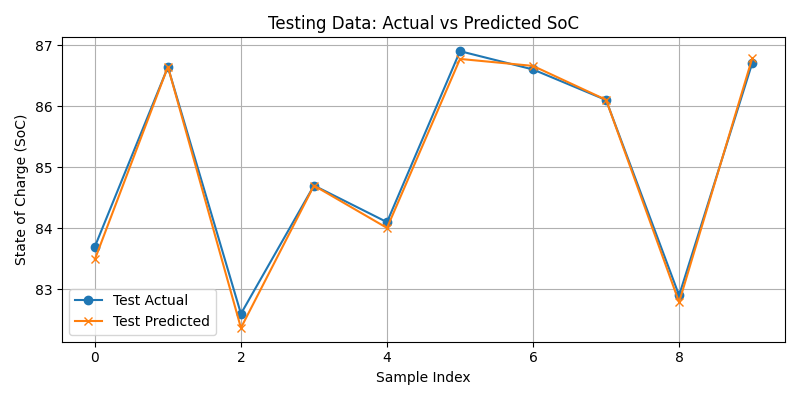 Testing Data: Actual vs Predicted SoC
87
86
85
84
83
State of Charge (SoC)
Test Actual
Test Predicted
0
2
4
6
8
Sample Index